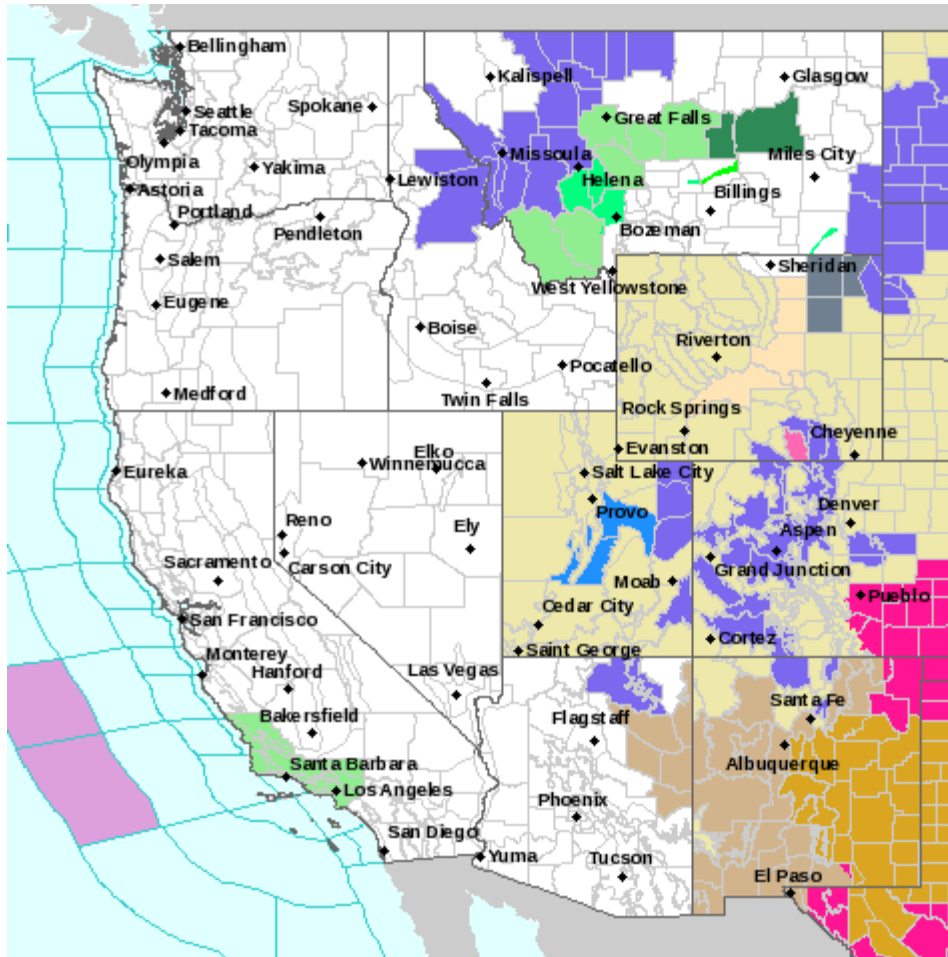 Bellingham
Kalispell
Glasgow
Spokane
Seattle
Great Falls
Tacoma
Olympia
Missoula
Miles City
Yakima
Helena
Lewiston
Astoria
Billings
Portland
Pendleton
Bozeman
Salem
Sheridan
West Yellowstone
Eugene
Boise
Riverton
Pocatello
Medford
Twin Falls
Rock Springs
Cheyenne
Elko
Evanston
Winnemucca
Eureka
Salt Lake City
Provo
Denver
Reno
Ely
Aspen
Sacramento
Carson City
Grand Junction
Moab
Pueblo
Cedar City
San Francisco
Cortez
Saint George
Monterey
Hanford
Las Vegas
Santa Fe
Bakersfield
Flagstaff
Santa Barbara
Albuquerque
Los Angeles
Phoenix
San Diego
Yuma
Tucson
El Paso